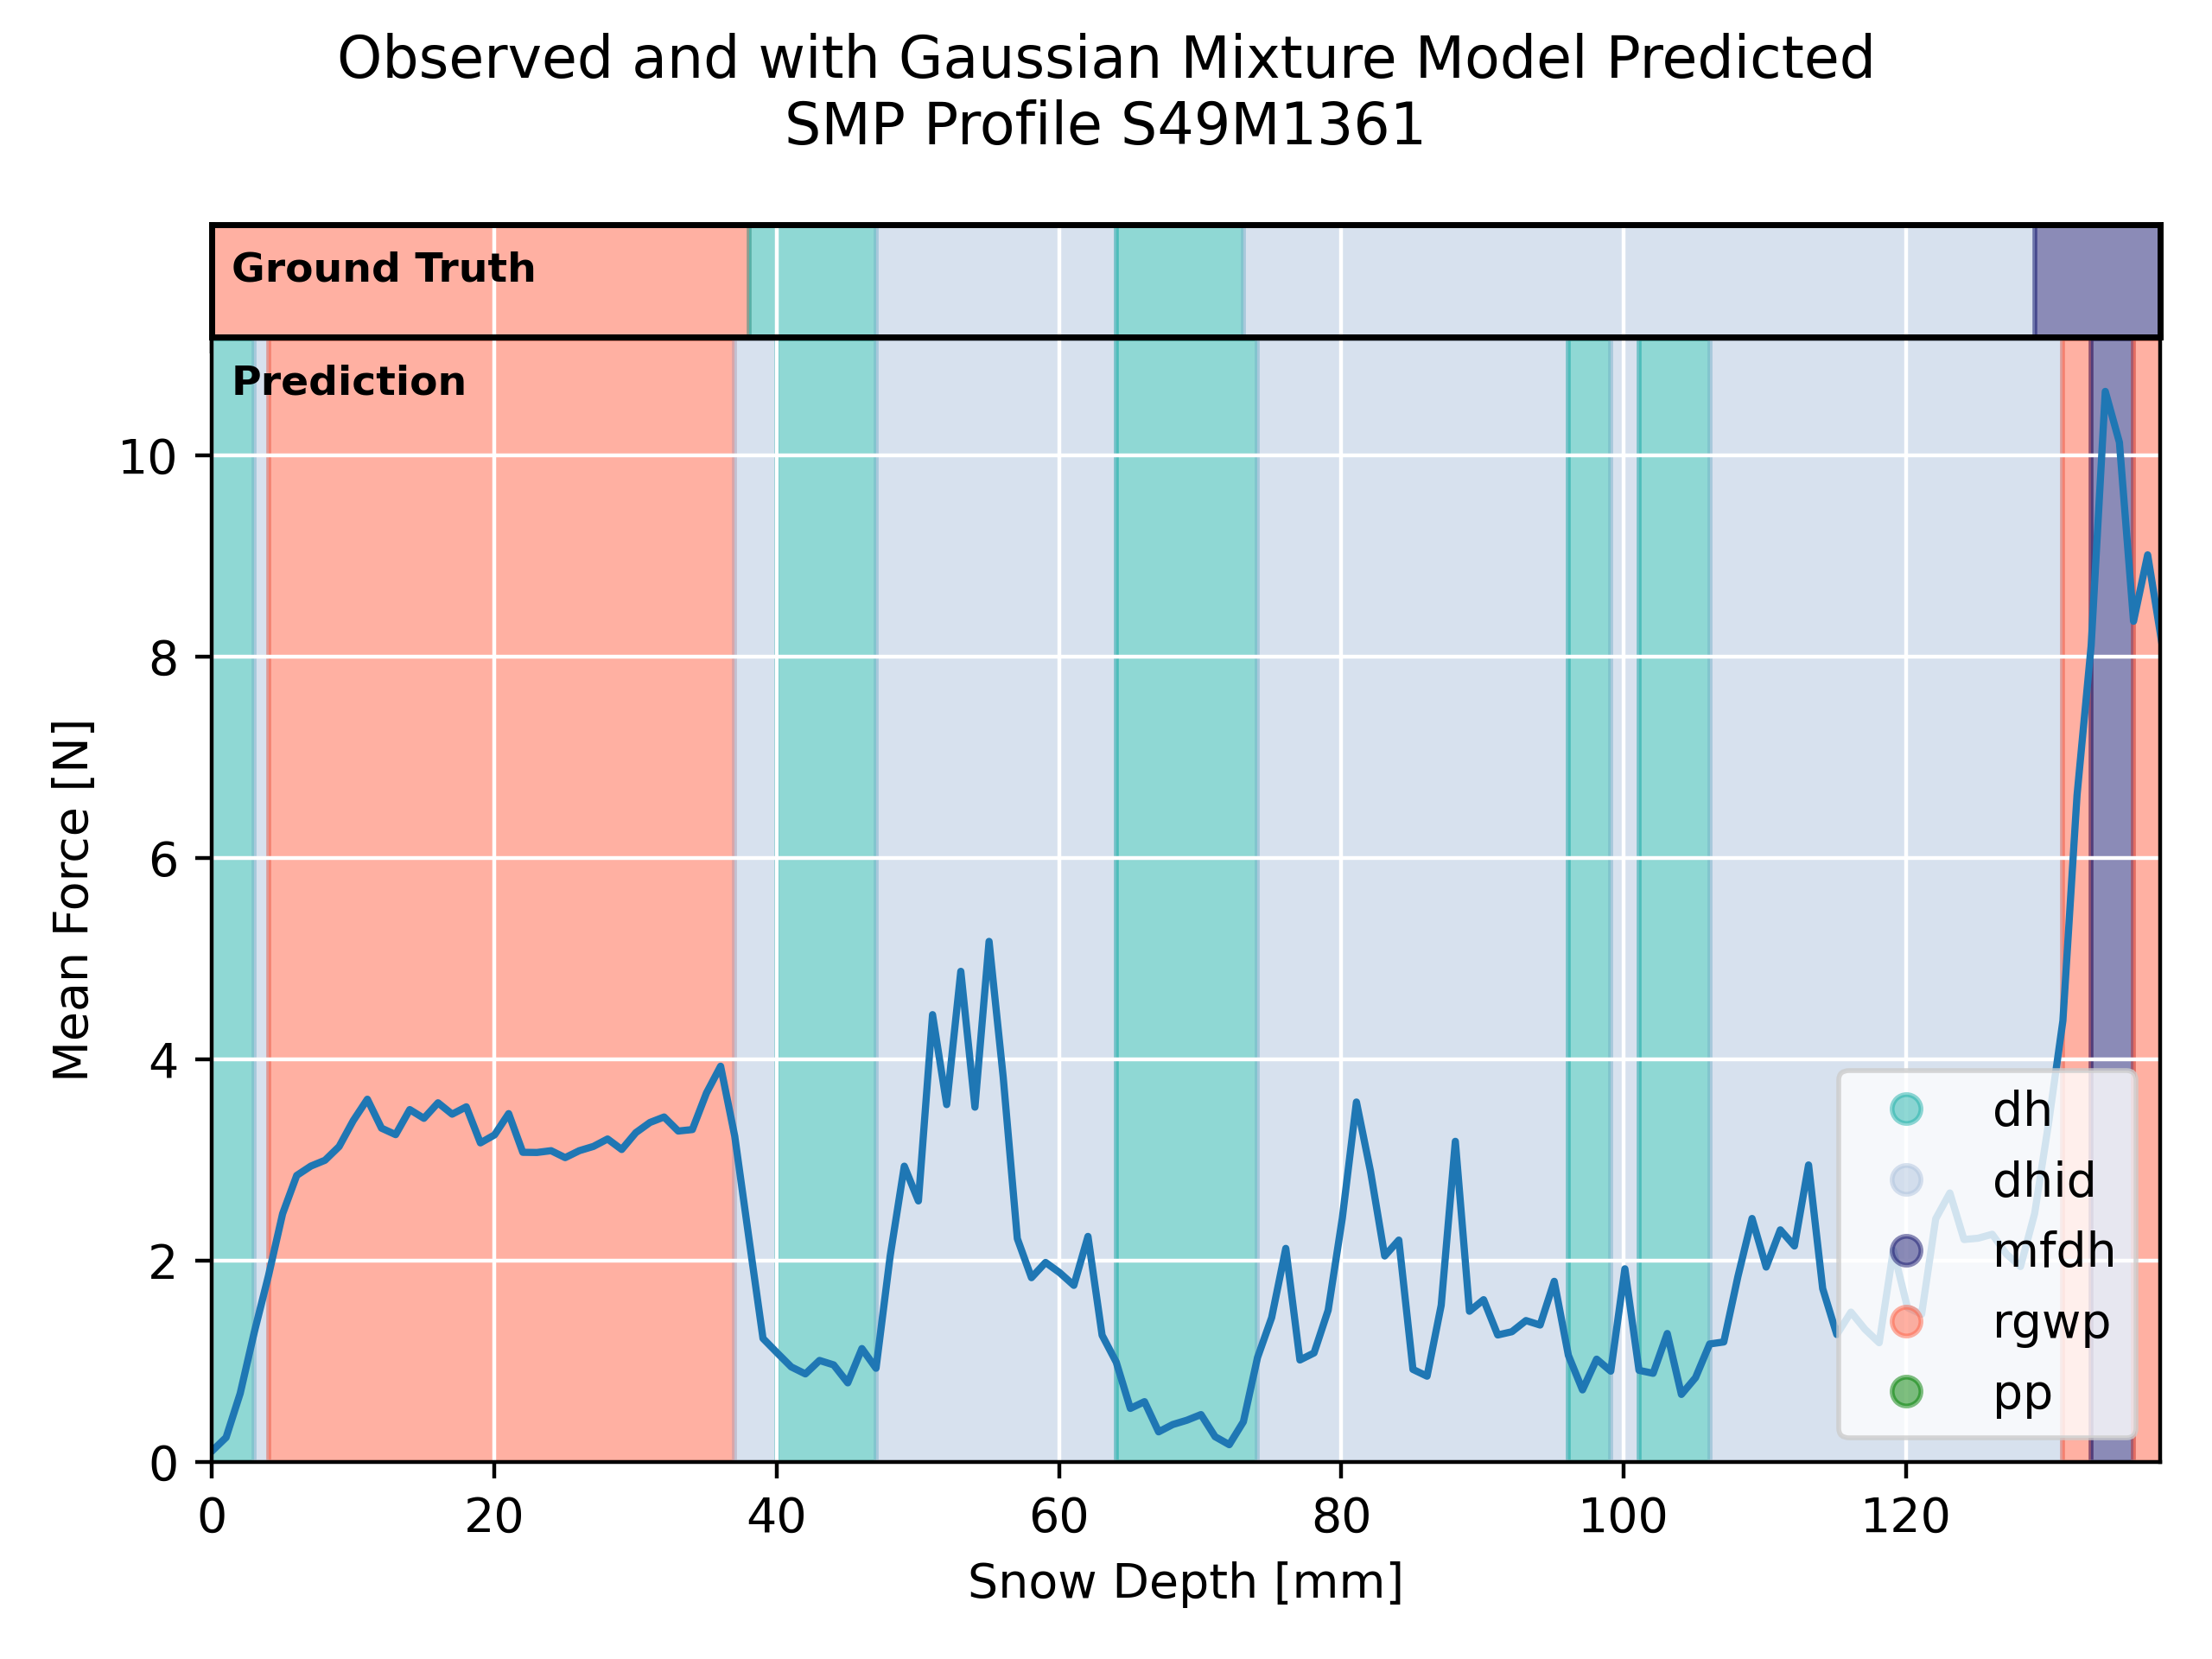 Observed and with Gaussian Mixture Model Predicted
SMP Profile S49M1361
Ground Truth
Prediction
10
8
6
4
2
0
Mean Force [N]
dh
dhid
mfdh
rgwp
pp
0 20 40 60 80 100 120
Snow Depth [mm]